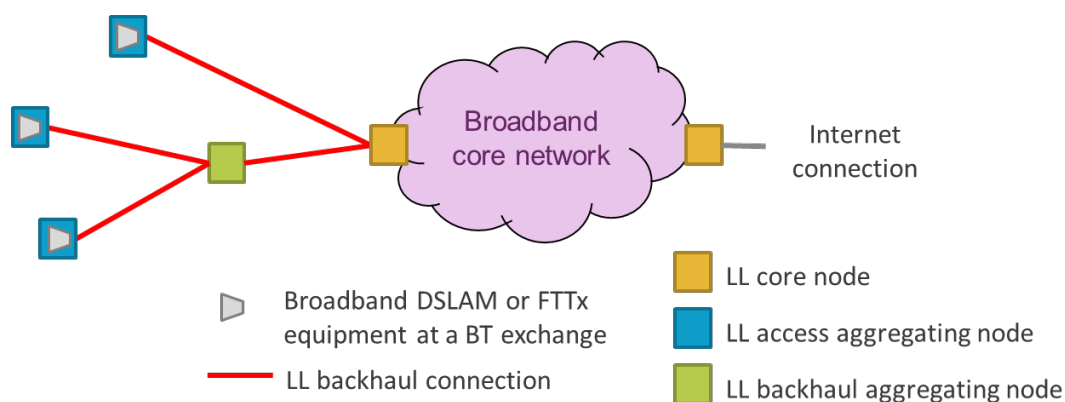 Broadband
core network
Internet
connection
Broadband DSLAM or FTTx
equipment at a BT exchange
LL backhaul connection
LL core node
LL access aggregating node
LL backhaul aggregating node